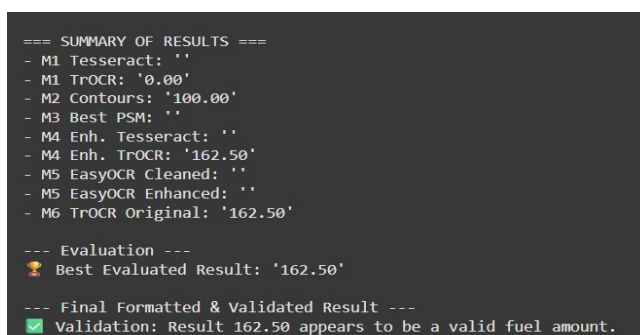 === SUMMARY OF RESULTS ===
- M1 Tesseract: ''
- M1 TrOCR: '0.00'
- M2 Contours: '100.00'
- M3 Best PSM: ''
- M4 Enh. Tesseract: ''
- M4 Enh. TrOCR: '162.50'
- M5 EasyOCR Cleaned: ''
- M5 EasyOCR Enhanced: ''
- M6 TrOCR Original: '162.50'
--- Evaluation ---
🏆 Best Evaluated Result: '162.50'
--- Final Formatted & Validated Result ---
✅ Validation: Result 162.50 appears to be a valid fuel amount.